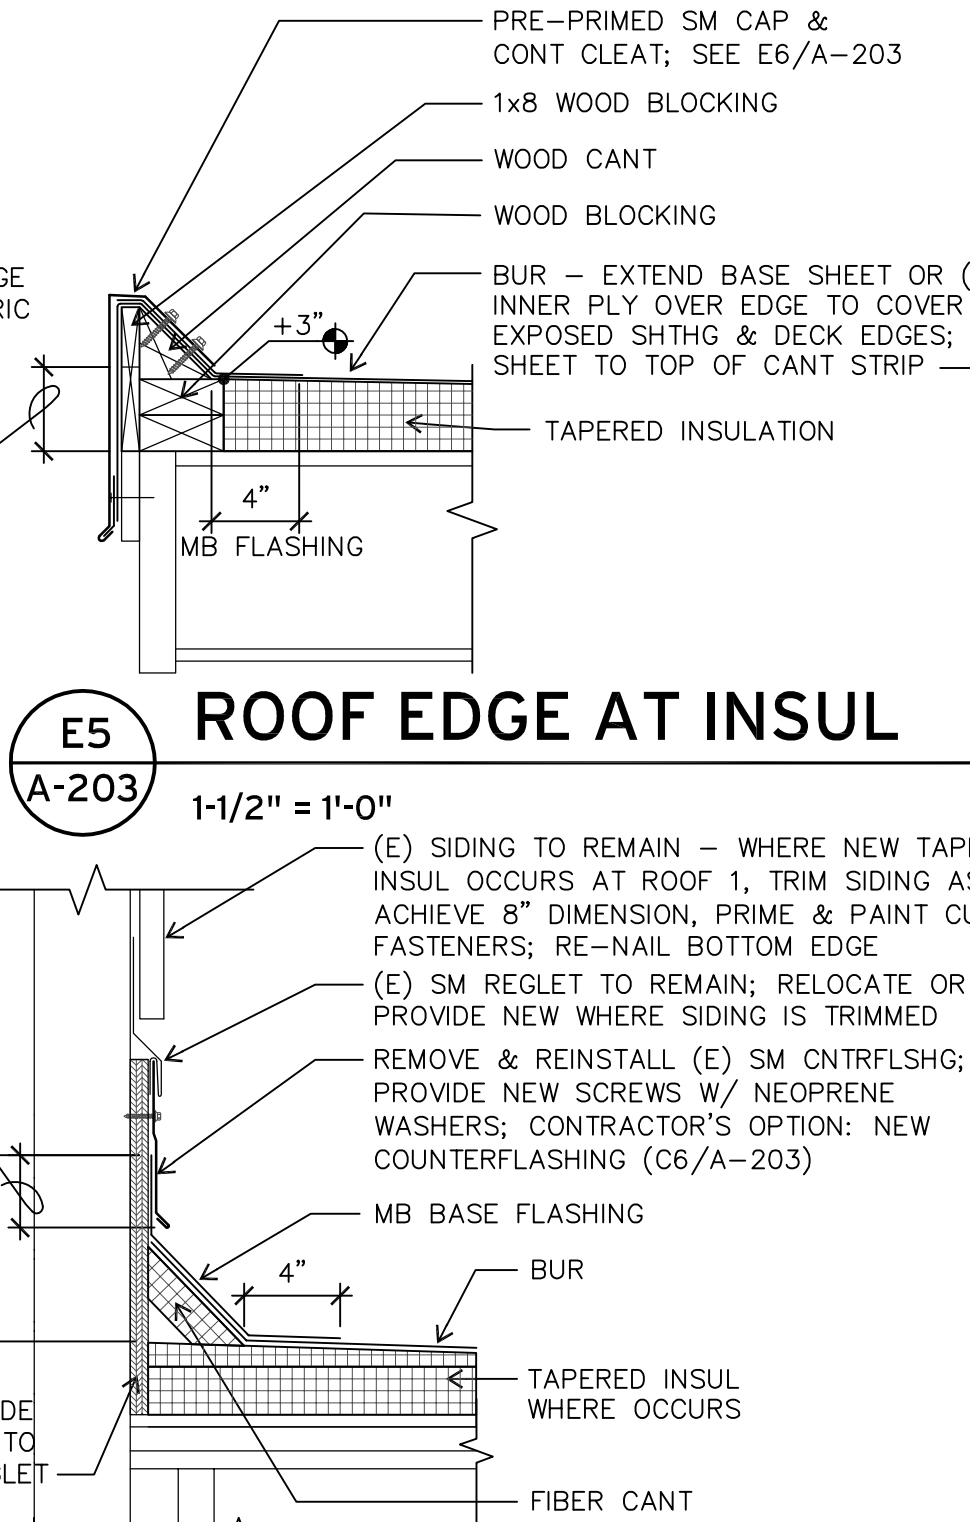 PRE-PRIMED SM CAP &
CONT CLEAT; SEE E6/A-203
1x8 WOOD BLOCKING
WOOD CANT
WOOD BLOCKING
BUR - EXTEND BASE SHEET OR (
INNER PLY OVER EDGE TO COVER
EXPOSED SHTHG & DECK EDGES;
SHEET TO TOP OF CANT STRIP
TAPERED INSULATION
+3"
4"
MB FLASHING
E5
A-203
ROOF EDGE AT INSUL
1-1/2" = 1'-0"
(E) SIDING TO REMAIN - WHERE NEW
INSUL OCCURS AT ROOF 1, TRIM SIDING
ACHIEVE 8" DIMENSION, PRIME & PAINT
FASTENERS; RE-NAIL BOTTOM EDGE
(E) SM REGLET TO REMAIN; RELOCATE OR
PROVIDE NEW WHERE SIDING IS TRIMMED
REMOVE & REINSTALL (E) SM CNTRFLSHG;
PROVIDE NEW SCREWS W/ NEOPRENE
WASHERS; CONTRACTOR'S OPTION: NEW
COUNTERFLASHING (C6/A-203)
MB BASE FLASHING
4"
BUR
TAPERED INSUL
WHERE OCCURS
TO
FIBER CANT